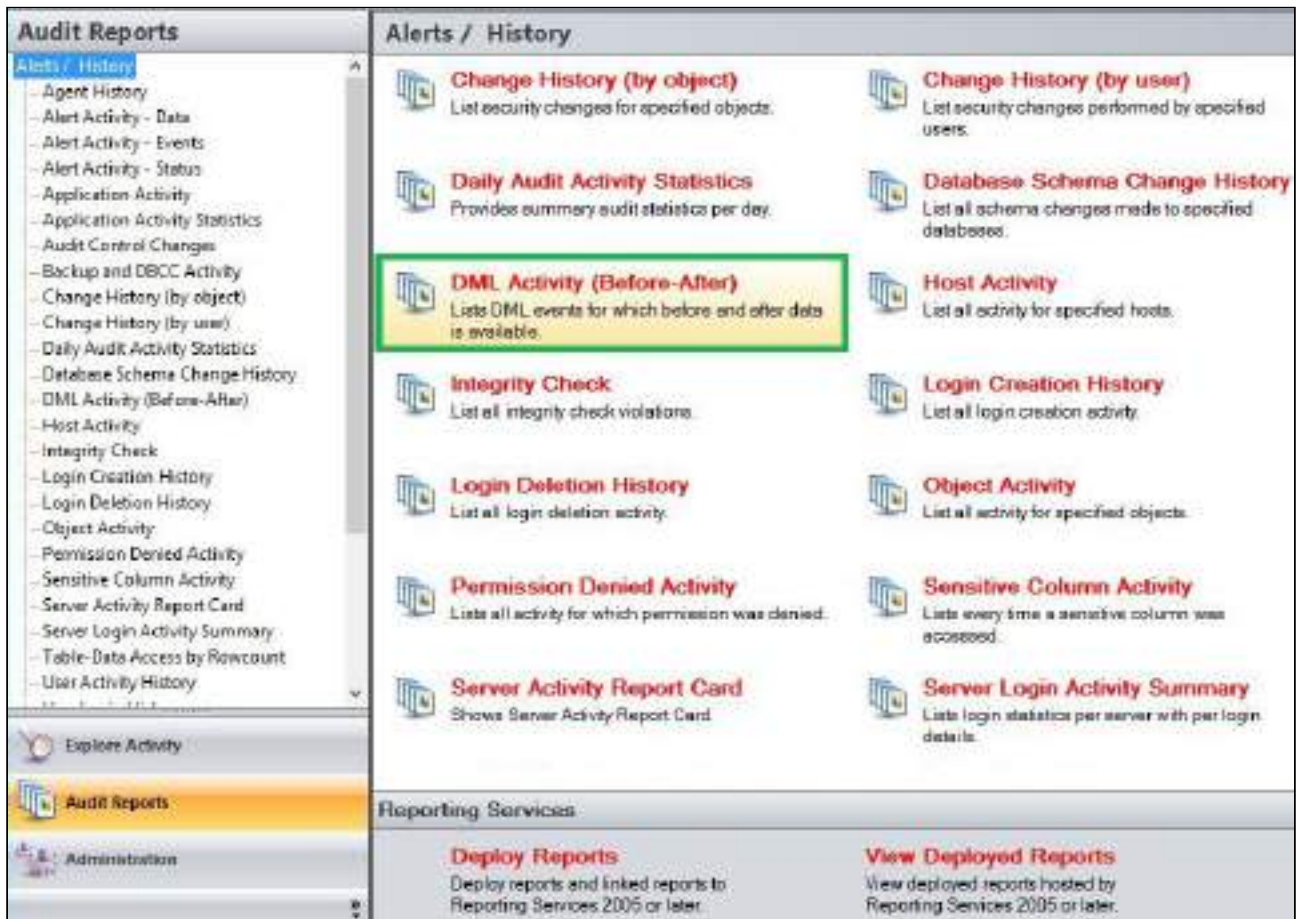 Audit Reports
Alerts / History
Agent History
Alert Activity - Data
Alert Activity - Events
Alert Activity - Status
Application Activity
Application Activity Statistics
Audit Control Changes
Backup and DBCC Activity
Change History (by object)
Change History (by user)
Daily Audit Activity Statistics
Database Schema Change History
DML Activity (Before-After)
Host Activity
Integrity Check
Login Creation History
Login Deletion History
Object Activity
Permission Denied Activity
Sensitive Column Activity
Server Activity Report Card
Server Login Activity Summary
Table-Data Access by Rowcount
User Activity History
Explore Activity
Audit Reports
Administration
Alerts / History
Change History (by object)
List security changes for specified objects.
Change History (by user)
List security changes performed by specified
users.
Daily Audit Activity Statistics
Provides summary audit statistics per day.
Database Schema Change History
List all schema changes made to specified
databases.
DML Activity (Before-After)
Lists DML events for which before and after data
is available.
Host Activity
List all activity for specified hosts.
Integrity Check
List all integrity check violations.
Login Creation History
List all login creation activity.
Login Deletion History
List all login deletion activity.
Object Activity
List all activity for specified objects.
Permission Denied Activity
Lists all activity for which permission was denied.
Sensitive Column Activity
Lists every time a sensitive column was
accessed.
Server Activity Report Card
Shows Server Activity Report Card
Server Login Activity Summary
Lists login statistics per server with per login
details.
Reporting Services
Deploy Reports
Deploy reports and linked reports to
Reporting Services 2005 or later.
View Deployed Reports
View deployed reports hosted by
Reporting Services 2005 or later.